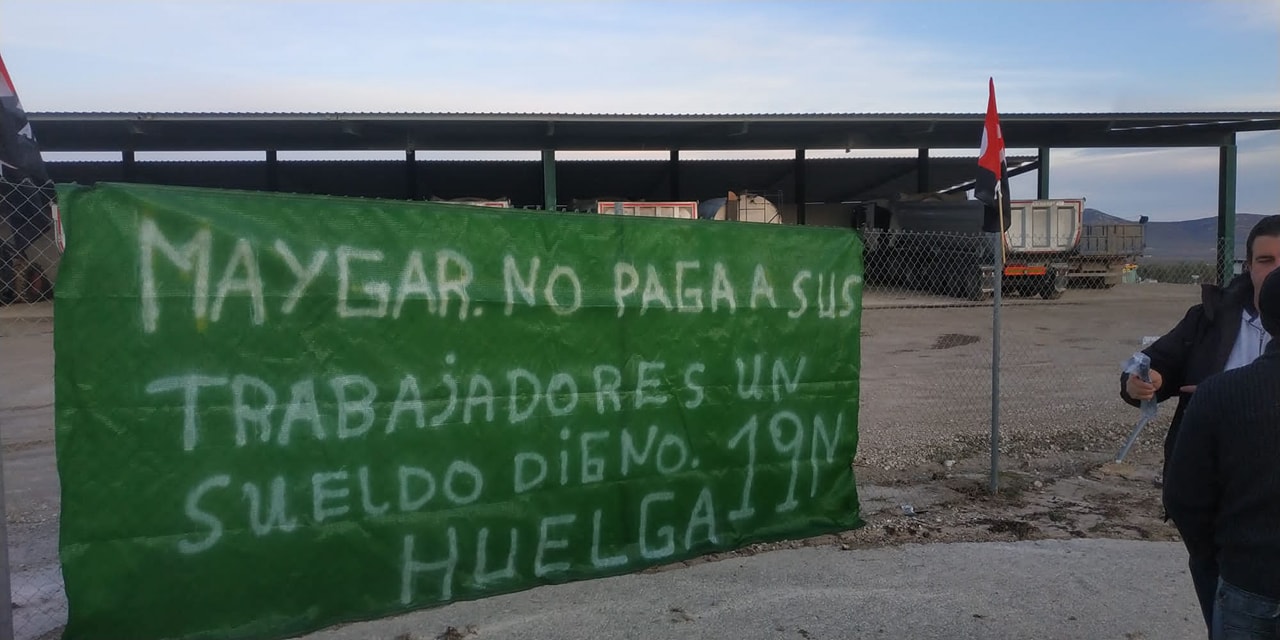 MAYGAR. NO PAGA A SUS
TRABAJADORES UN
SUELDO DIGNO. 19N
HUELGA